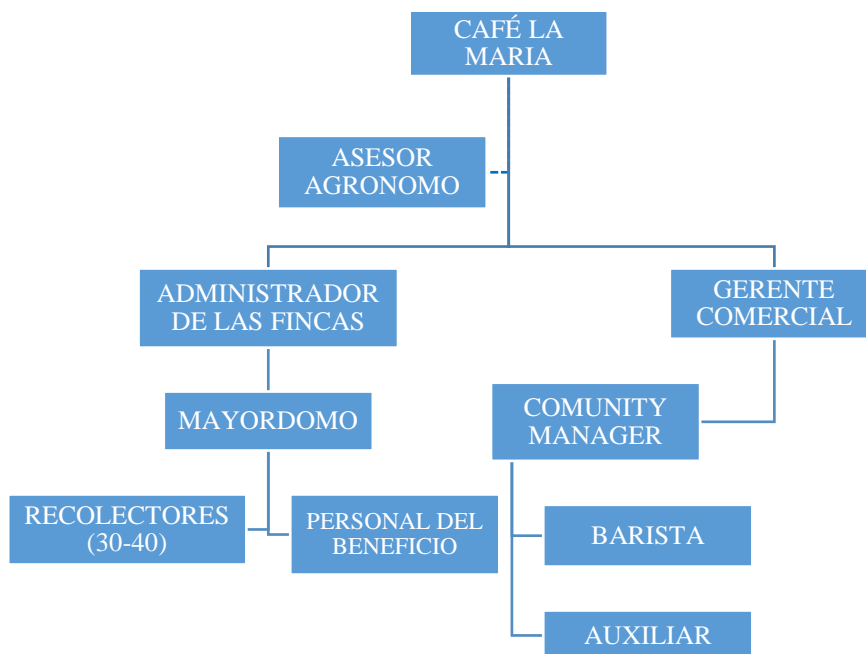 CAFÉ LA
MARIA
ASESOR
AGRONOMO
ADMINISTRADOR
DE LAS FINCAS
GERENTE
COMERCIAL
MAYORDOMO
COMUNITY
MANAGER
RECOLECTORES
(30-40)
PERSONAL DEL
BENEFICIO
BARISTA
AUXILIAR